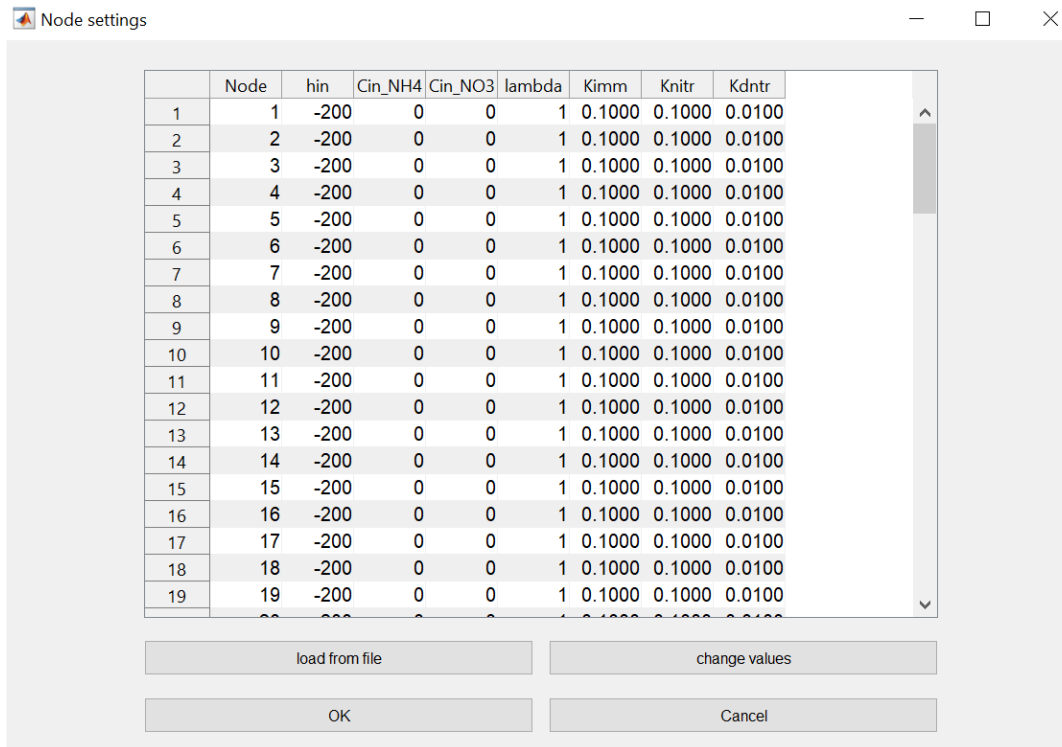 Node settings
Node hin Cin_NH4 Cin_NO3 lambda Kimm Knitr Kdntr
1 1 -200 0 0 1 0.1000 0.1000 0.0100
2 2 -200 0 0 1 0.1000 0.1000 0.0100
3 3 -200 0 0 1 0.1000 0.1000 0.0100
4 4 -200 0 0 1 0.1000 0.1000 0.0100
5 5 -200 0 0 1 0.1000 0.1000 0.0100
6 6 -200 0 0 1 0.1000 0.1000 0.0100
7 7 -200 0 0 1 0.1000 0.1000 0.0100
8 8 -200 0 0 1 0.1000 0.1000 0.0100
9 9 -200 0 0 1 0.1000 0.1000 0.0100
10 10 -200 0 0 1 0.1000 0.1000 0.0100
11 11 -200 0 0 1 0.1000 0.1000 0.0100
12 12 -200 0 0 1 0.1000 0.1000 0.0100
13 13 -200 0 0 1 0.1000 0.1000 0.0100
14 14 -200 0 0 1 0.1000 0.1000 0.0100
15 15 -200 0 0 1 0.1000 0.1000 0.0100
16 16 -200 0 0 1 0.1000 0.1000 0.0100
17 17 -200 0 0 1 0.1000 0.1000 0.0100
18 18 -200 0 0 1 0.1000 0.1000 0.0100
19 19 -200 0 0 1 0.1000 0.1000 0.0100
load from file change values
OK Cancel